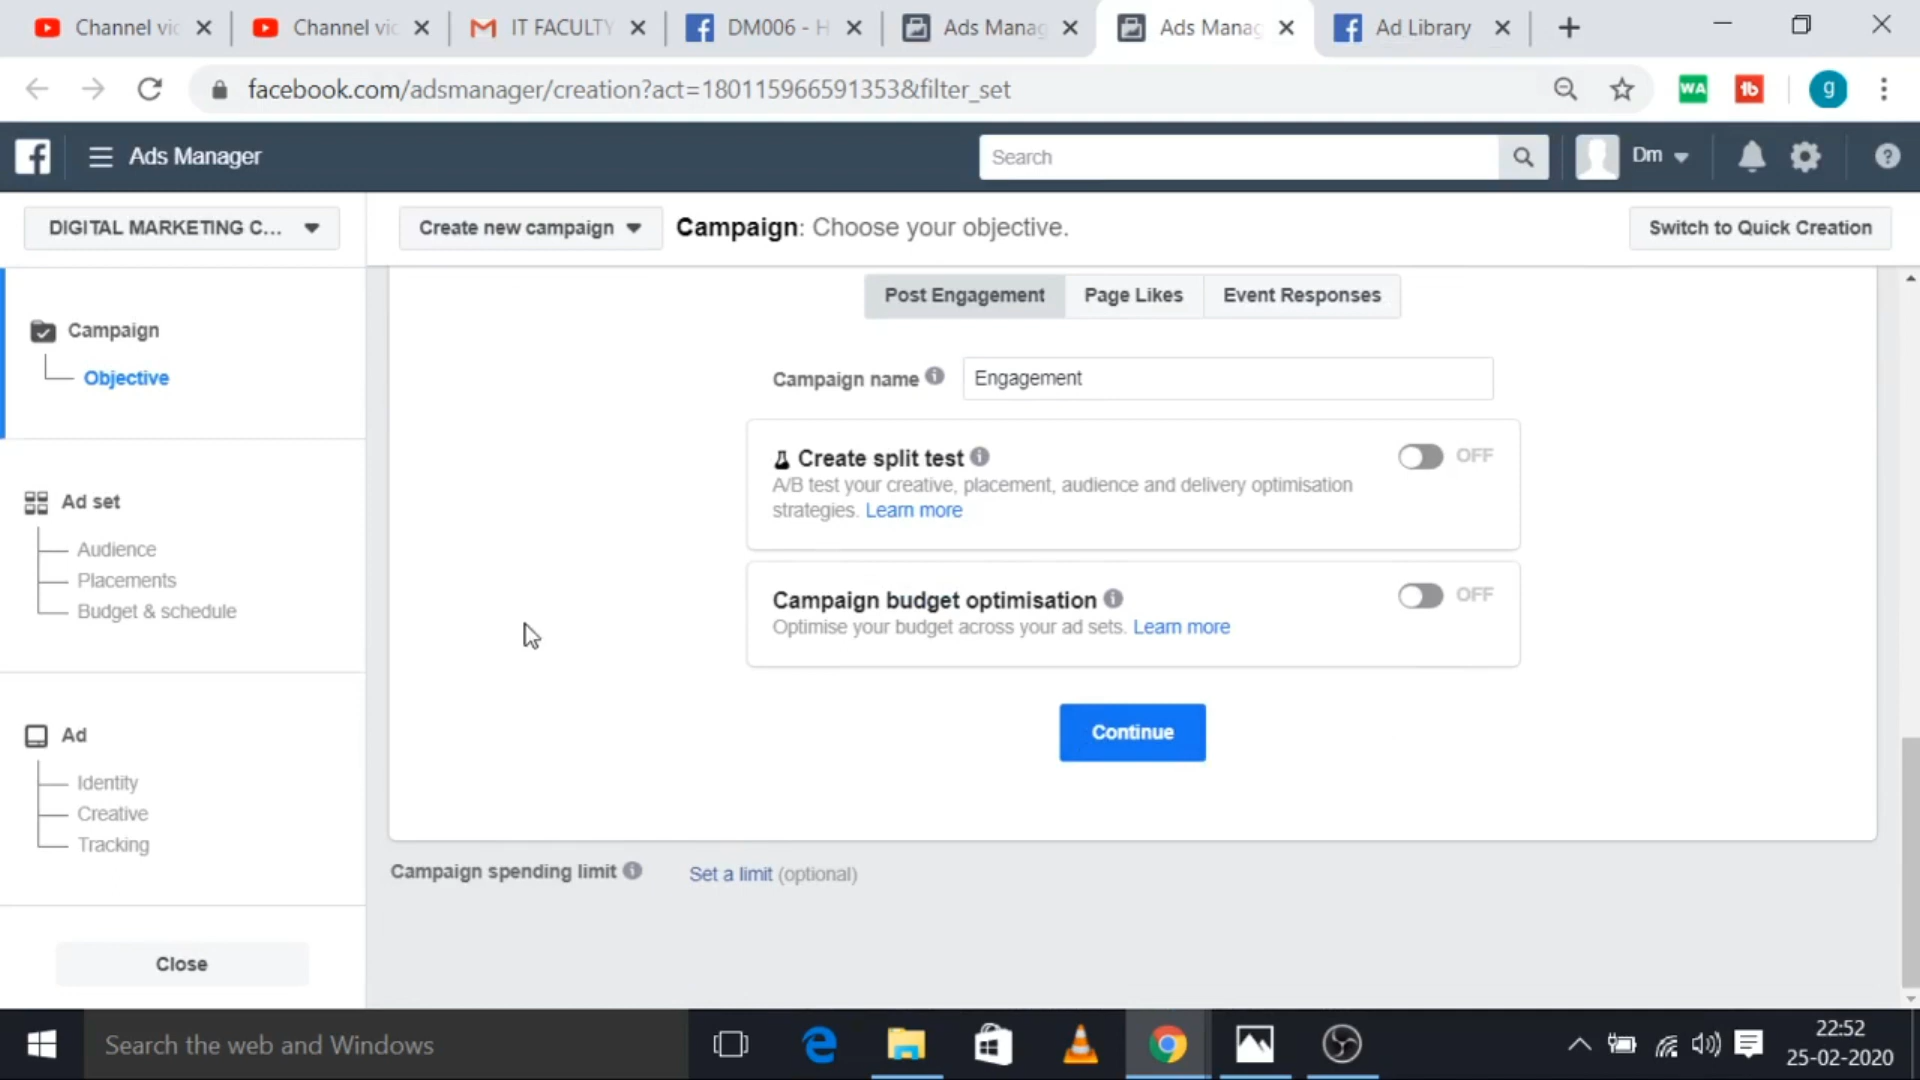 Channel vic
Channel vic
IT FACULTY
DM006 - H
Ads Manag
Ads Manag
Ad Library
facebook.com/adsmanager/creation?act=180115966591353&filter_set
WA
g
Ads Manager
Search
Dm
DIGITAL MARKETING C...
Create new campaign
Campaign: Choose your objective.
Switch to Quick Creation
Campaign
Objective
Ad set
Audience
Placements
Budget & schedule
Ad
Identity
Creative
Tracking
Close
Post Engagement
Page Likes
Event Responses
Campaign name
Engagement
Create split test
OFF
A/B test your creative, placement, audience and delivery optimisation
strategies. Learn more
Campaign budget optimisation
OFF
Optimise your budget across your ad sets. Learn more
Continue
Campaign spending limit
Set a limit (optional)
Search the web and Windows
22:52
25-02-2020